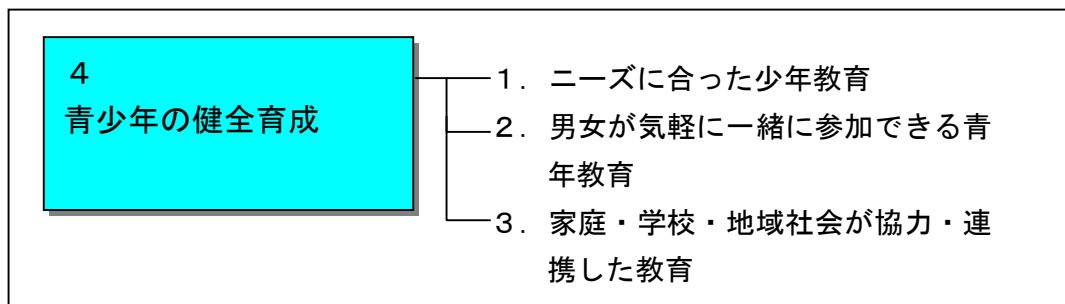 ４
青少年の健全育成
１．ニーズに合った少年教育
２．男女が気軽に一緒に参加できる青
年教育
３．家庭・学校・地域社会が協力・連
携した教育